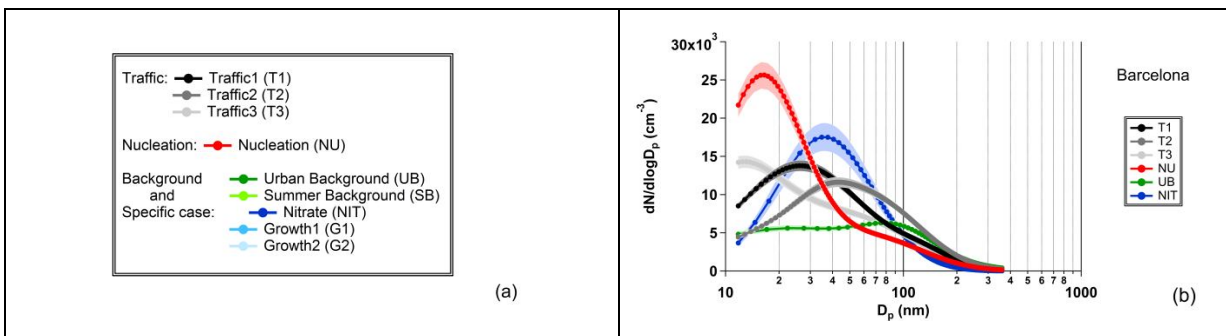 Traffic: Traffic1 (T1)
Traffic2 (T2)
Traffic3 (T3)
Nucleation: Nucleation (NU)
Background Urban Background (UB)
and Summer Background (SB)
Specific case: Nitrate (NIT)
Growth1 (G1)
Growth2 (G2)
(a)
30x10³
25
20
15
10
5
0
dN/dlogDp (cm⁻³)
10 2 3 4 5 6 7 8 100 2 3 4 5 6 7 8 1000
Dp (nm)
Barcelona
T1
T2
T3
NU
UB
NIT
(b)